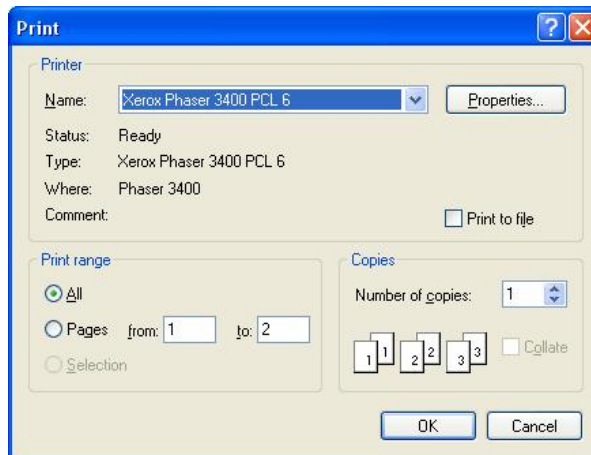 Print
Printer
Name: Xerox Phaser 3400 PCL 6 Properties...
Status: Ready
Type: Xerox Phaser 3400 PCL 6
Where: Phaser 3400
Comment: Print to file
Print range
All
Pages from: 1 to: 2
Selection
Copies
Number of copies: 1
1 1 2 2 3 3 Collate
OK Cancel